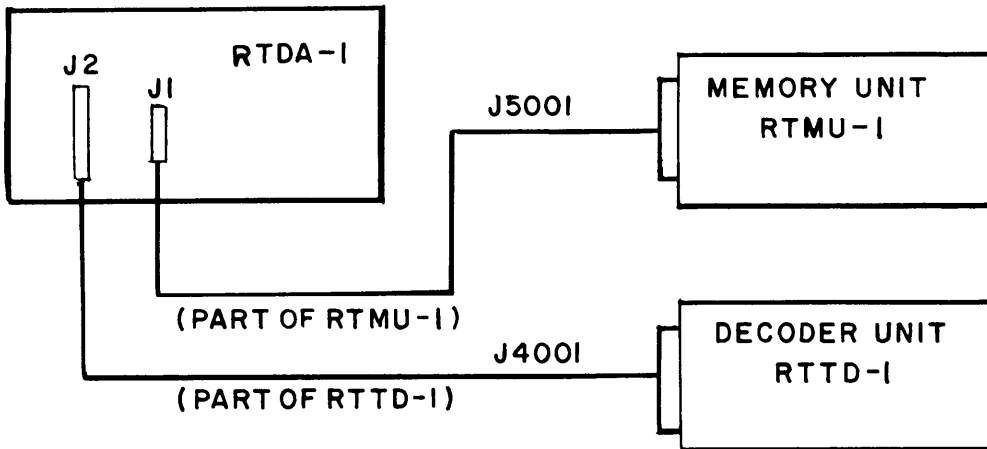 RTDA-1
J2
J1
J5001
MEMORY UNIT
RTMU-1
(PART OF RTMU-1)
J4001
DECODER UNIT
RTTD-1
(PART OF RTTD-1)